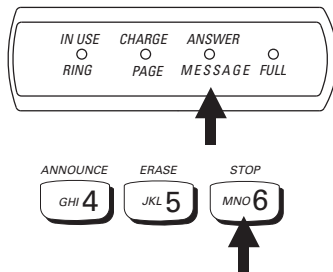 IN USE CHARGE ANSWER
RING PAGE MESSAGE FULL
ANNOUNCE ERASE STOP
GHI 4 JKL 5 MNO 6